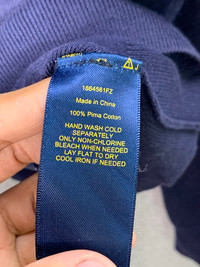 1864561FZ
Made in China
100% Pima Cotton
HAND WASH COLD
SEPARATELY
ONLY NON-CHLORINE
BLEACH WHEN NEEDED
LAY FLAT TO DRY
COOL IRON IF NEEDED